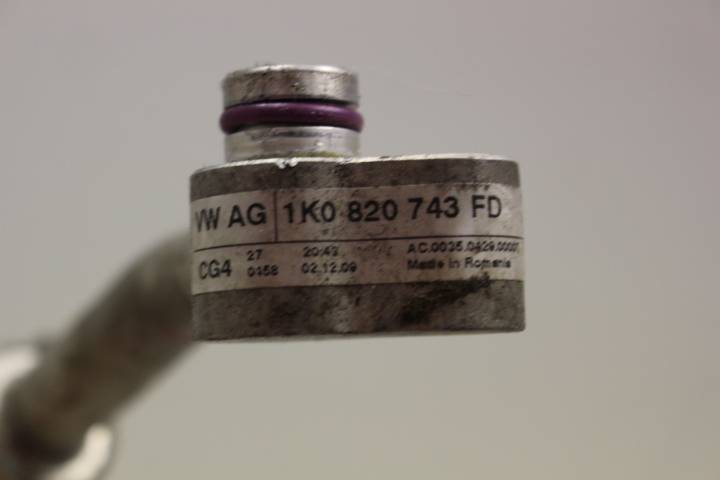 VW AG 1K0 820 743 FD
CG4 27 20:43 AC.0035.0429.0000
0458 02.12.09 Made in Romania